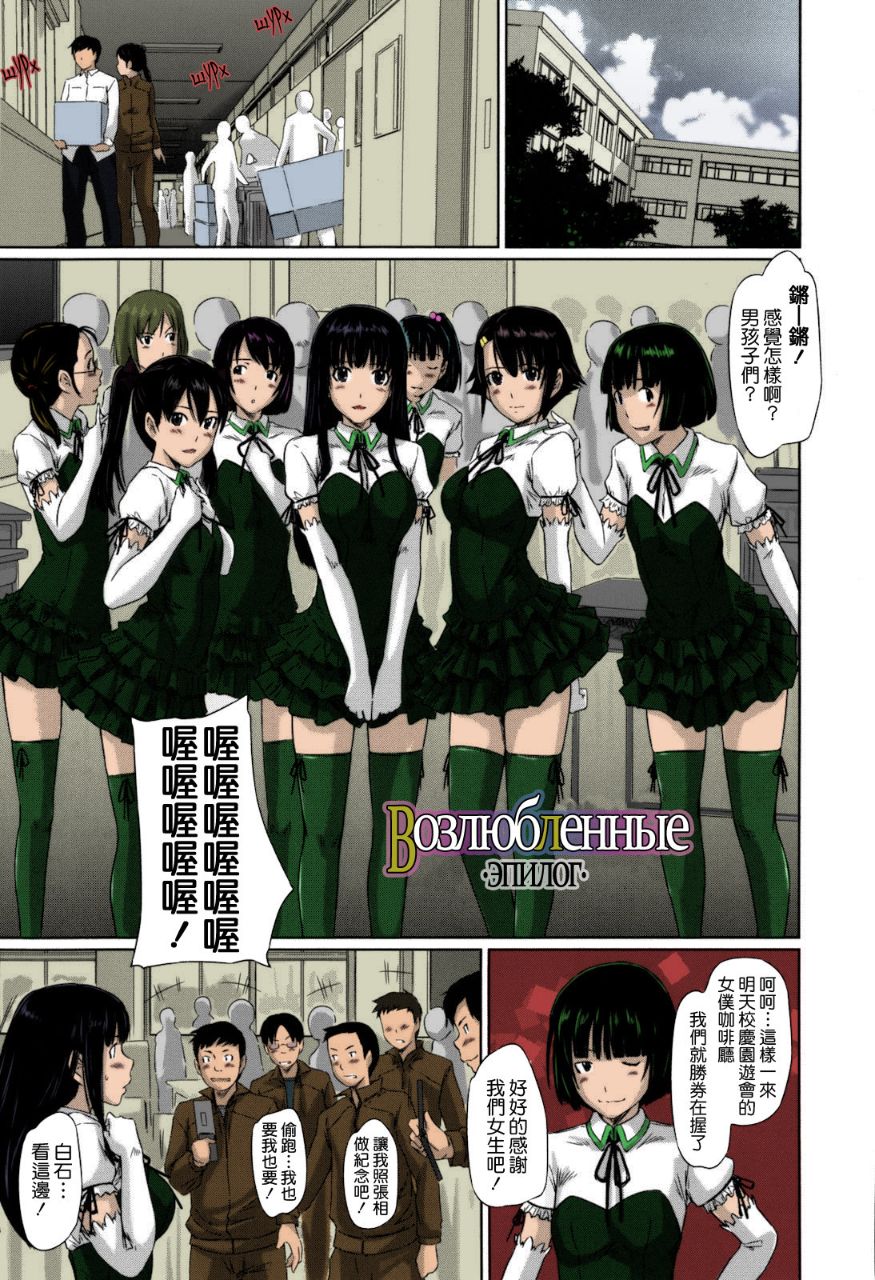 шурх
шурх
шурх
鏘—鏘！
感覺怎樣啊？
男孩子們？
喔喔喔喔喔喔
喔喔喔喔喔！
Возлюбленные
·эпилог·
呵呵…這樣一來
明天校慶園遊會的
女僕咖啡廳
我們就勝券在握了
好好的感謝
我們女生吧！
讓我照張相
做紀念吧！
偷跑…我也
要我也要！
白石…
看這邊！